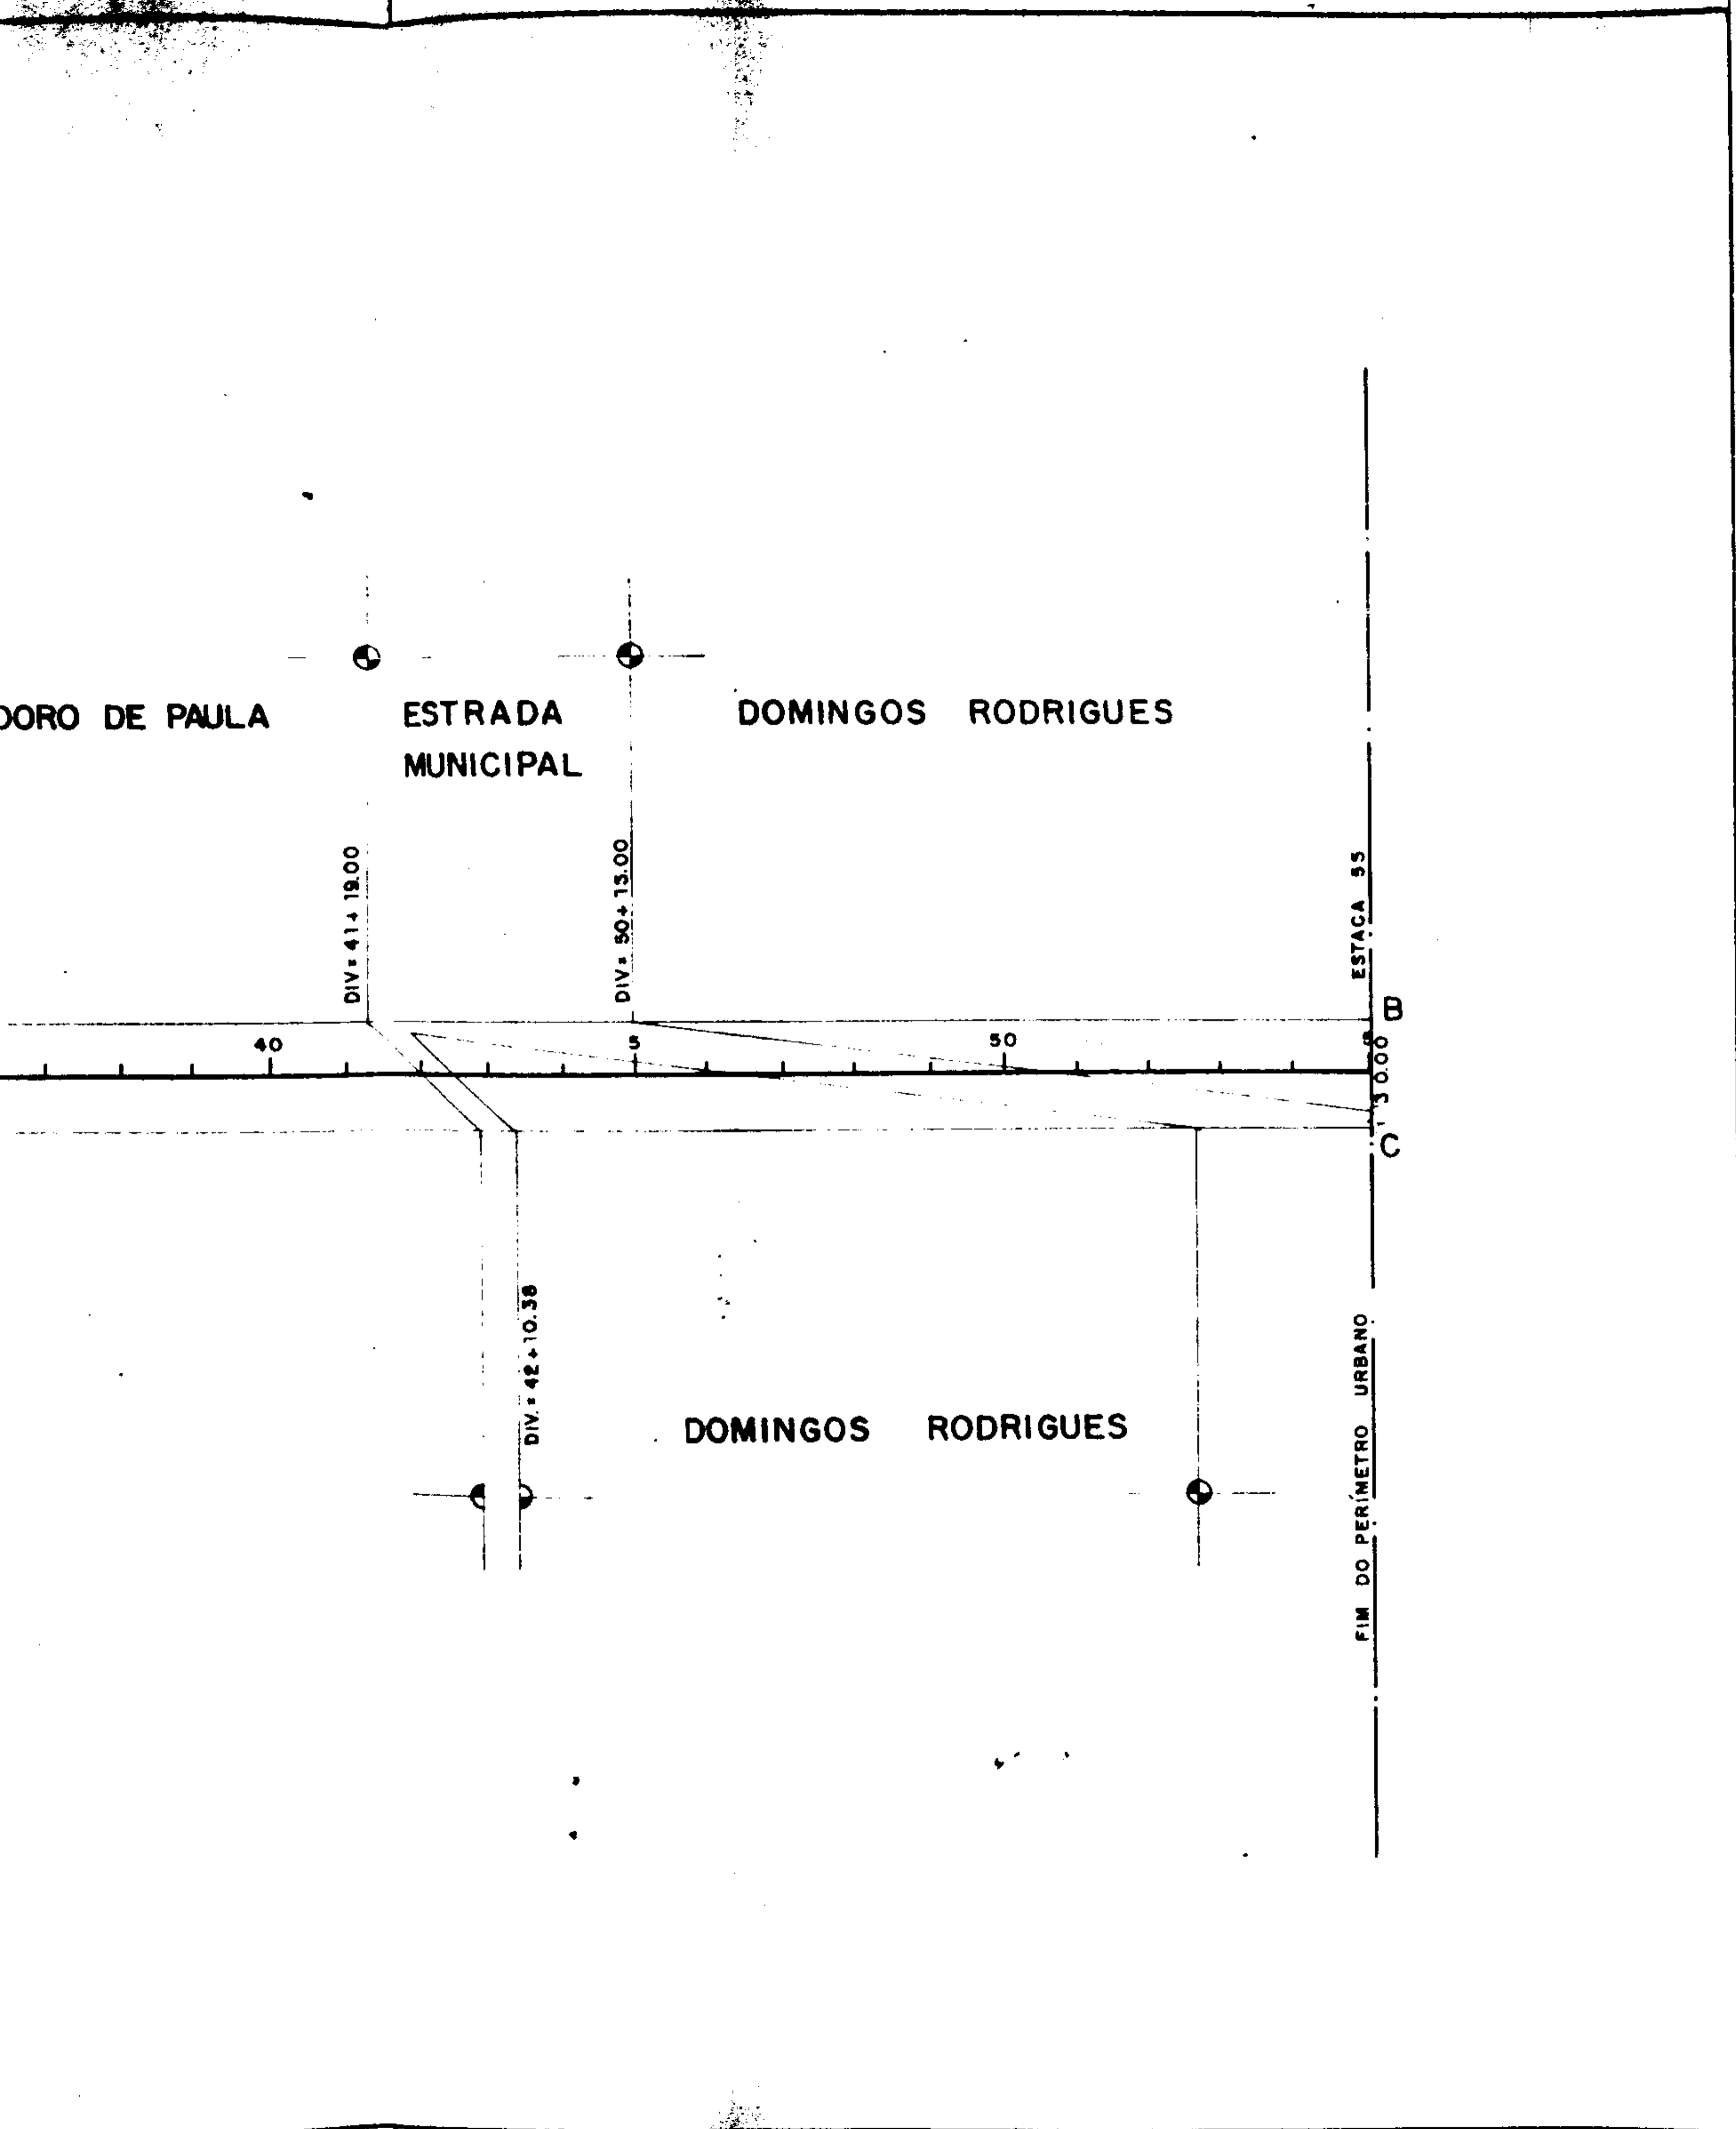 DORO DE PAULA
ESTRADA
MUNICIPAL
DOMINGOS RODRIGUES
DIV= 41+19.00
DIV= 50+13.00
ESTACA 55
B
40
5
50
30.00
C
DIV.= 42+10.38
DOMINGOS RODRIGUES
FIM DO PERÍMETRO URBANO